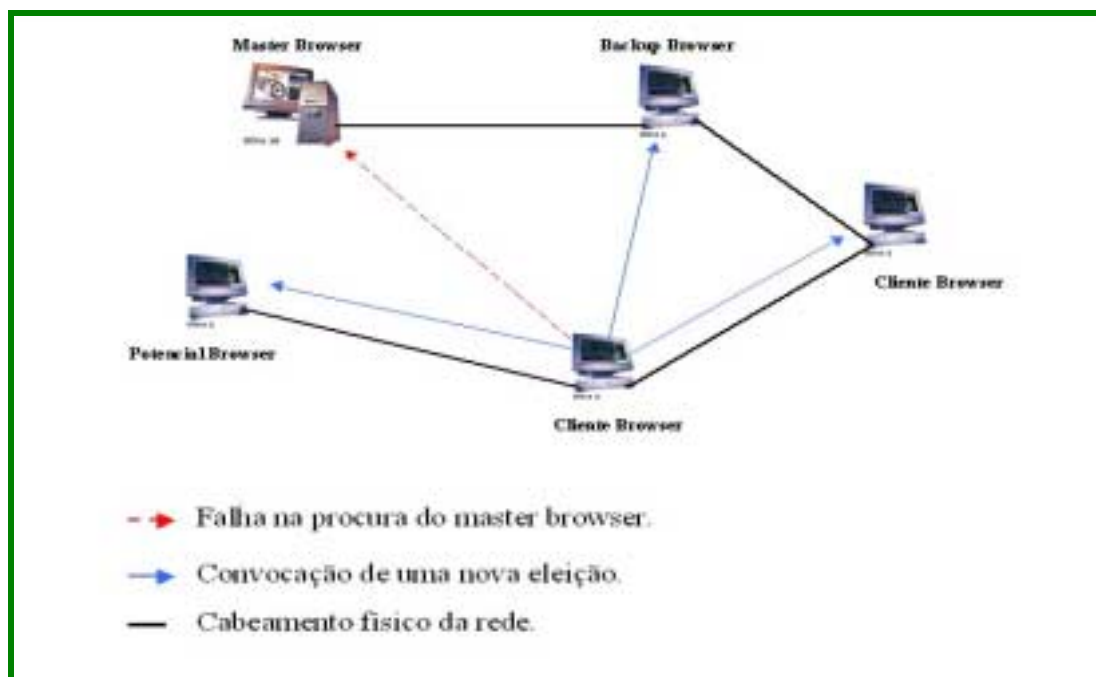 Master Browser
Backup Browser
Cliente Browser
Potencial Browser
Cliente Browser
Falha na procura do master browser.
Convocação de uma nova eleição.
Cabeamento fisico da rede.